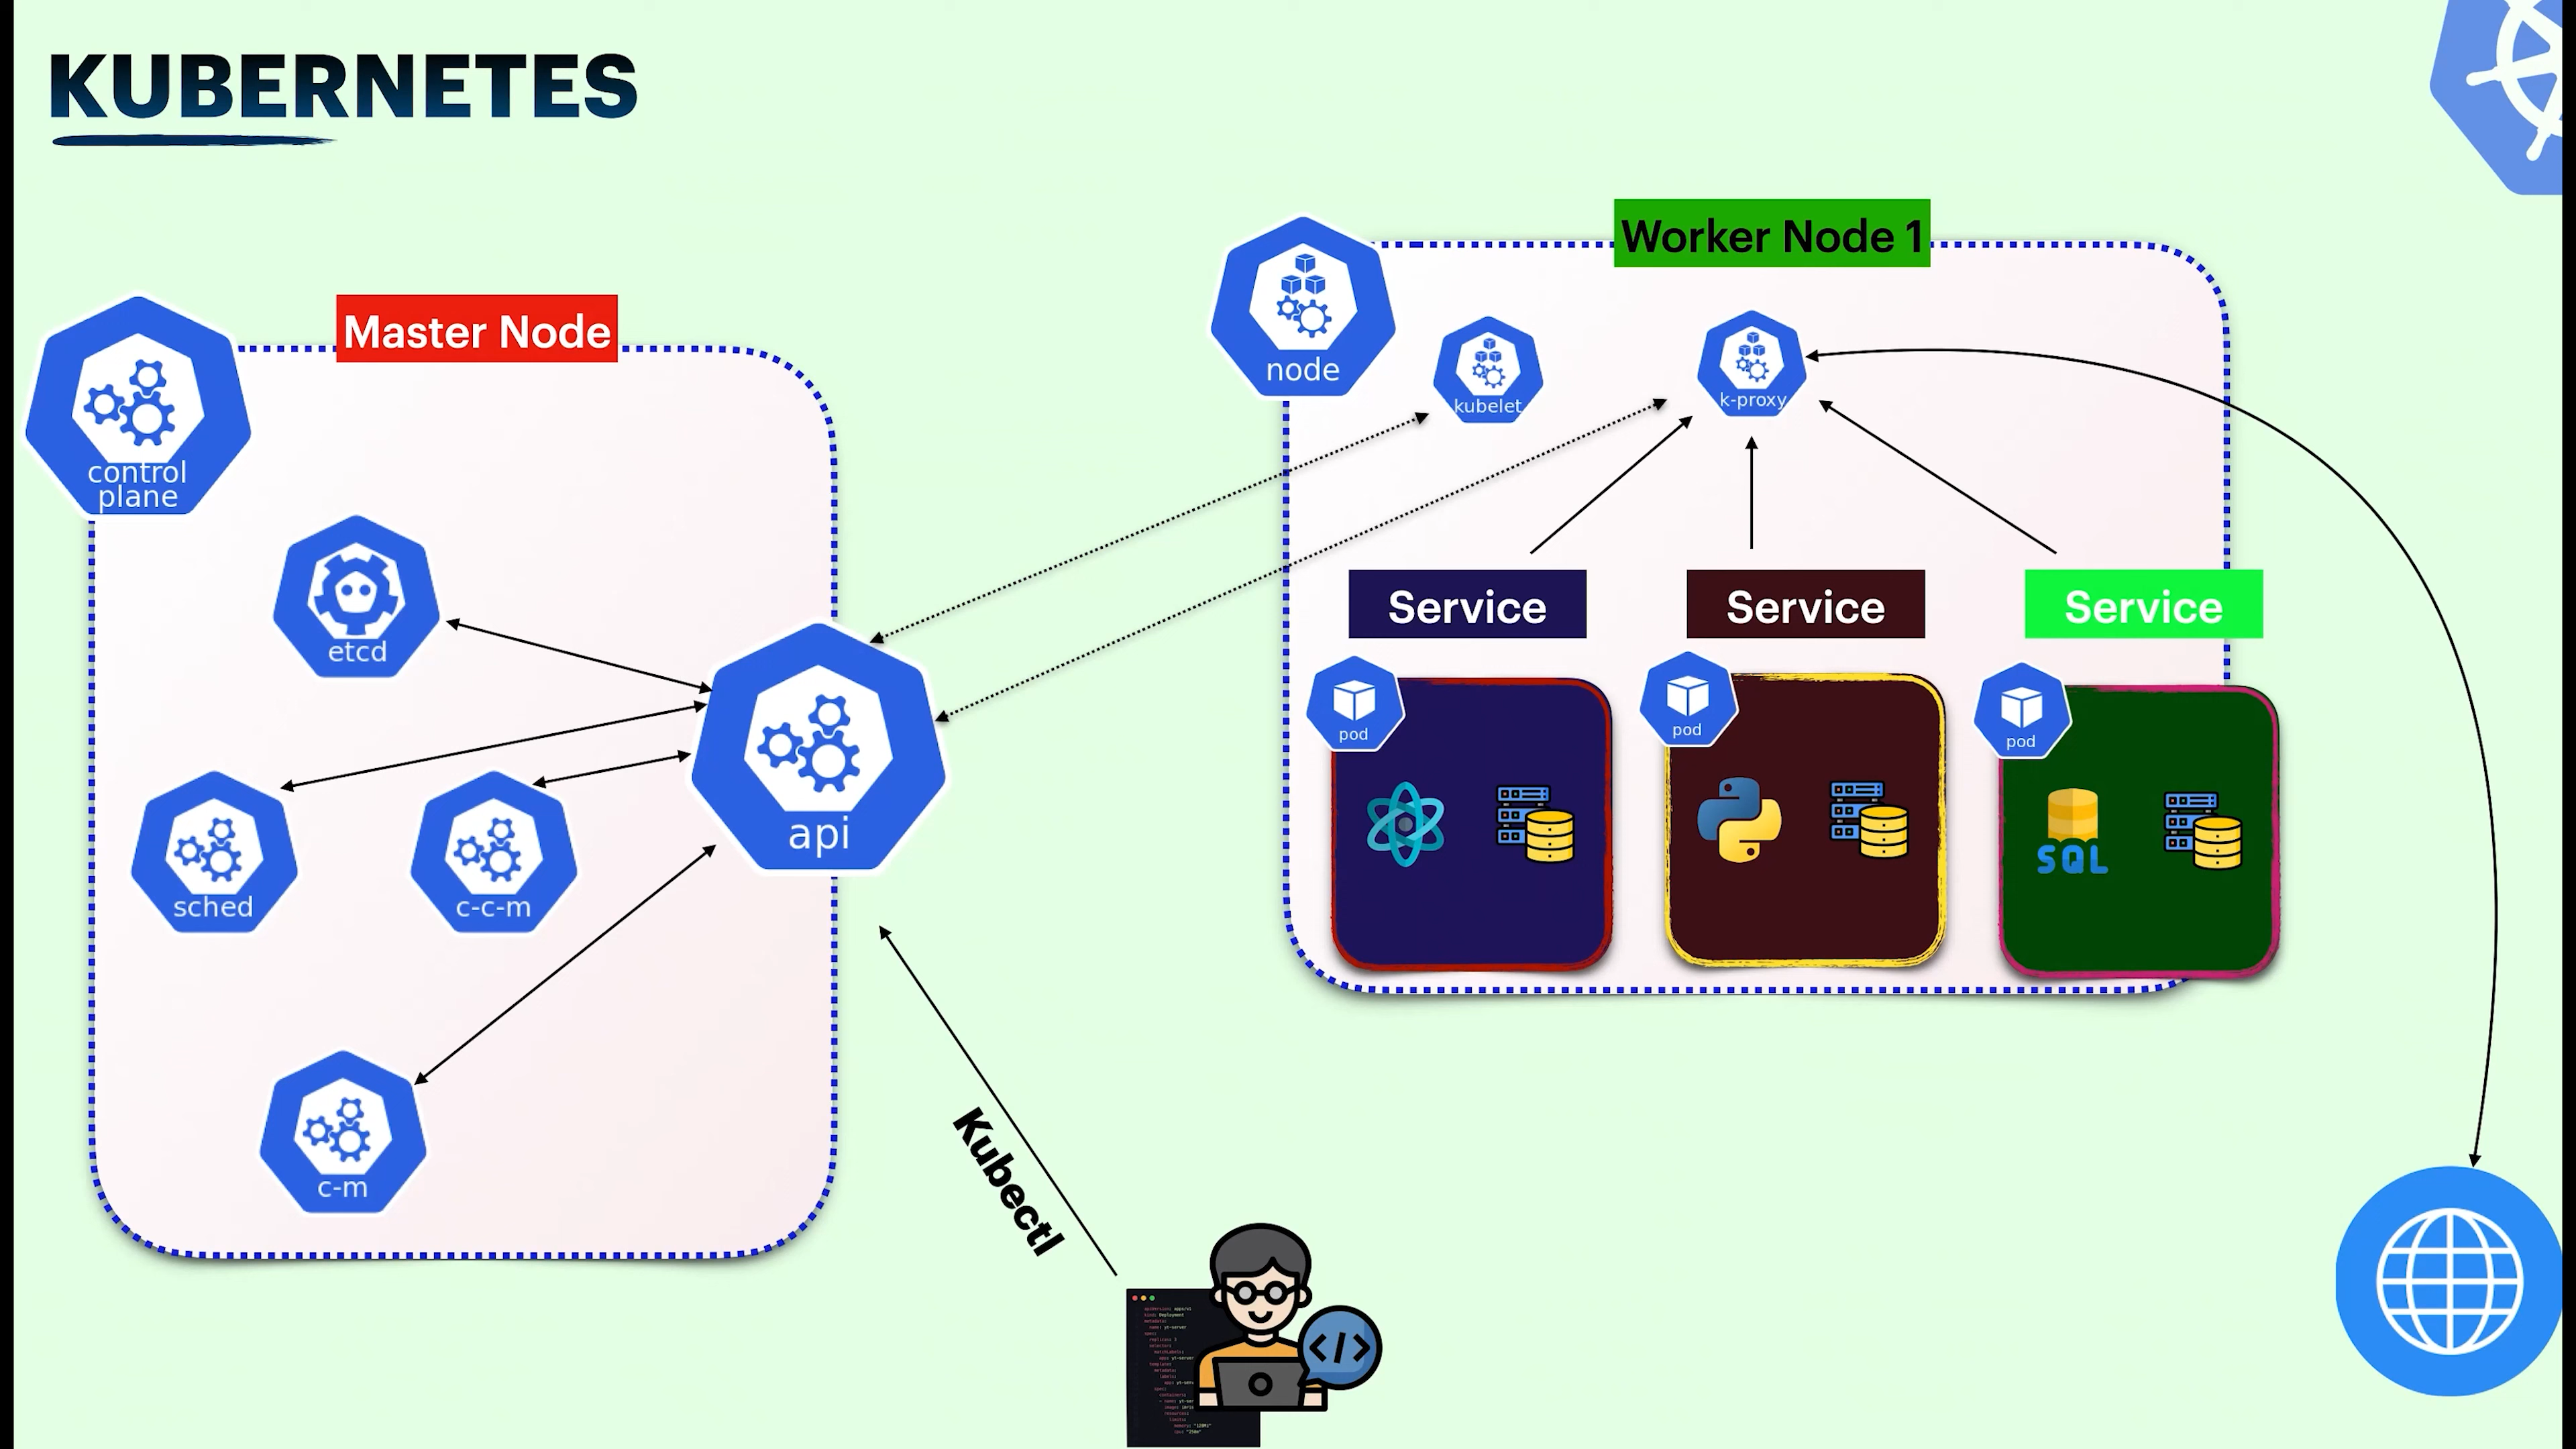 KUBERNETES
Master Node
control
plane
etcd
sched
c-c-m
c-m
api
Kubectl
Worker Node 1
node
kubelet
k-proxy
Service
Service
Service
pod
pod
pod
SQL
</>